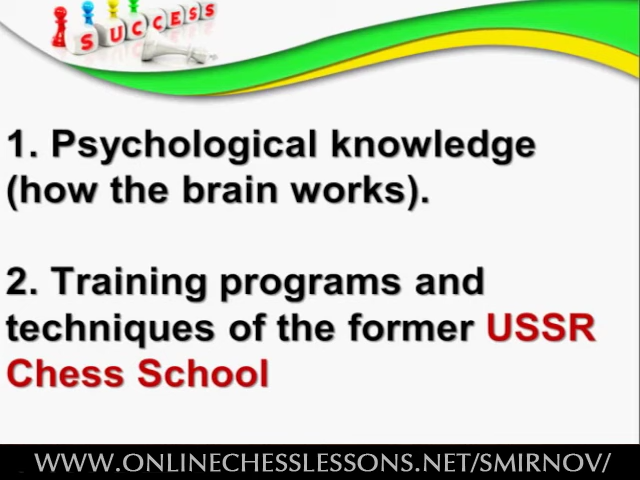 SUCCESS
1. Psychological knowledge
(how the brain works).
2. Training programs and
techniques of the former USSR
Chess School
WWW.ONLINECHESSLESSONS.NET/SMIRNOV/